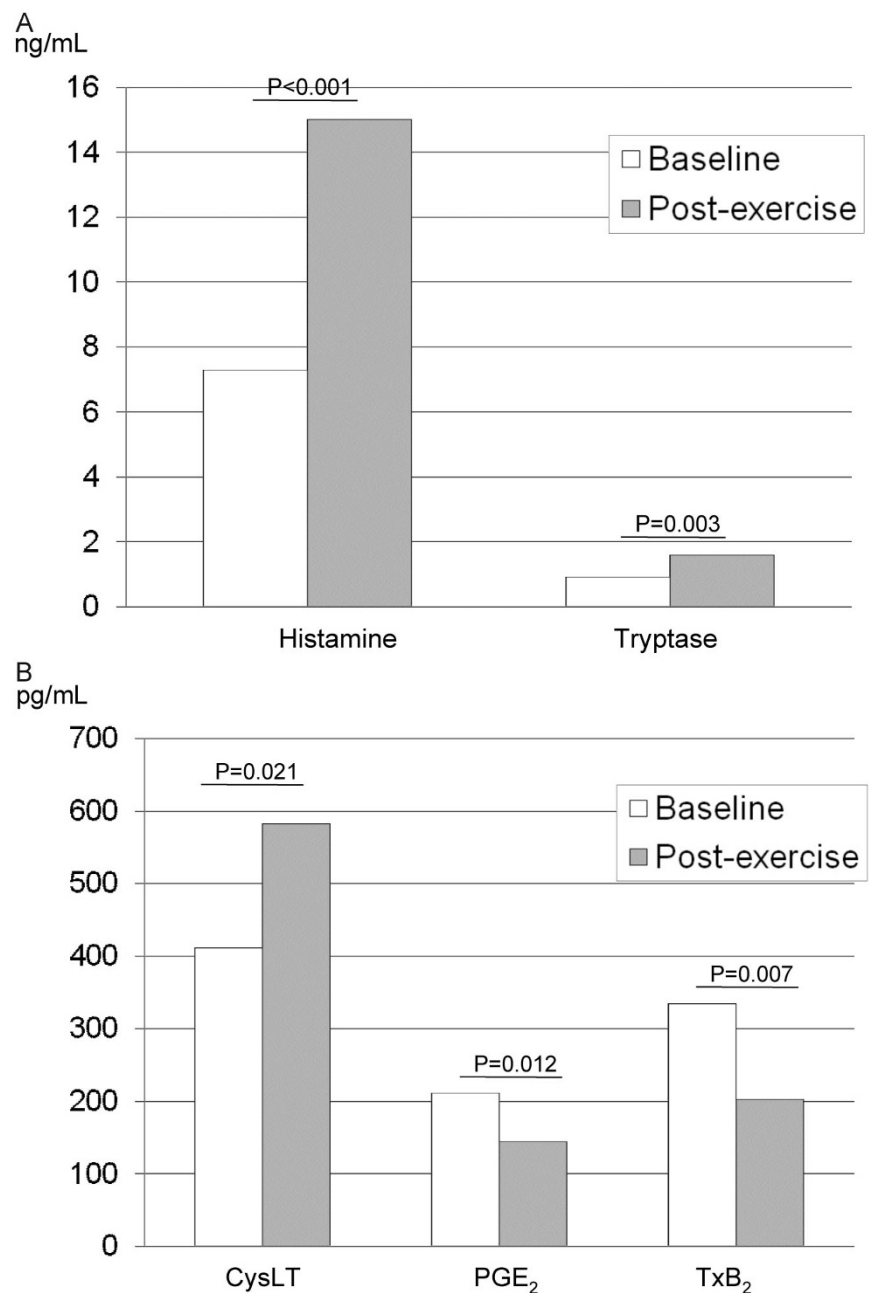 A
ng/mL
P<0.001
16
14
12
10
8
6
4
2
0
Baseline
Post-exercise
P=0.003
Histamine Tryptase
B
pg/mL
700
600
500
400
300
200
100
0
P=0.021
Baseline
Post-exercise
P=0.007
P=0.012
CysLT PGE₂ TxB₂